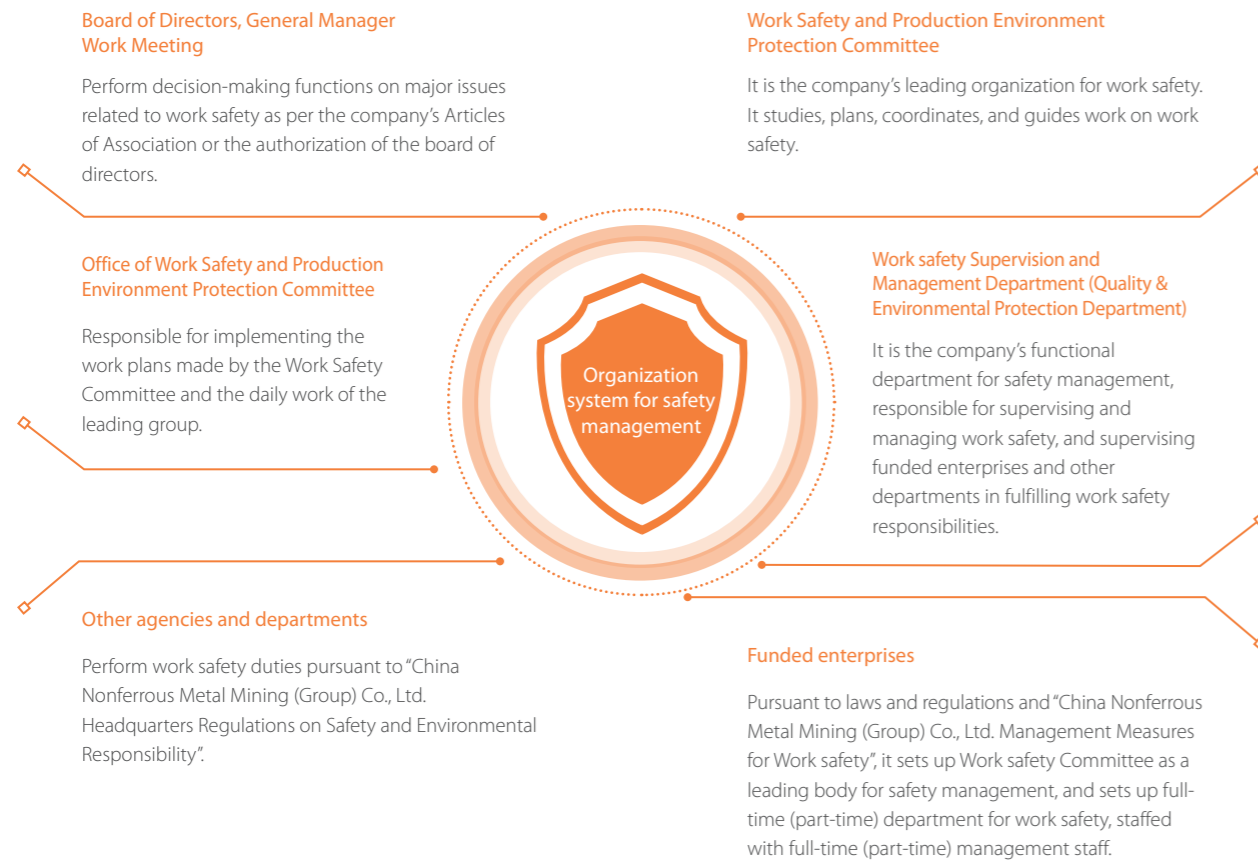 Board of Directors, General Manager
Work Meeting
Perform decision-making functions on major issues
related to work safety as per the company’s Articles
of Association or the authorization of the board of
directors.
Work Safety and Production Environment
Protection Committee
It is the company’s leading organization for work safety.
It studies, plans, coordinates, and guides work on work
safety.
Office of Work Safety and Production
Environment Protection Committee
Responsible for implementing the
work plans made by the Work Safety
Committee and the daily work of the
leading group.
Organization
system for safety
management
Work safety Supervision and
Management Department (Quality &
Environmental Protection Department)
It is the company’s functional
department for safety management,
responsible for supervising and
managing work safety, and supervising
funded enterprises and other
departments in fulfilling work safety
responsibilities.
Other agencies and departments
Perform work safety duties pursuant to “China
Nonferrous Metal Mining (Group) Co., Ltd.
Headquarters Regulations on Safety and Environmental
Responsibility”.
Funded enterprises
Pursuant to laws and regulations and “China Nonferrous
Metal Mining (Group) Co., Ltd. Management Measures
for Work safety”, it sets up Work safety Committee as a
leading body for safety management, and sets up full-
time (part-time) department for work safety, staffed
with full-time (part-time) management staff.